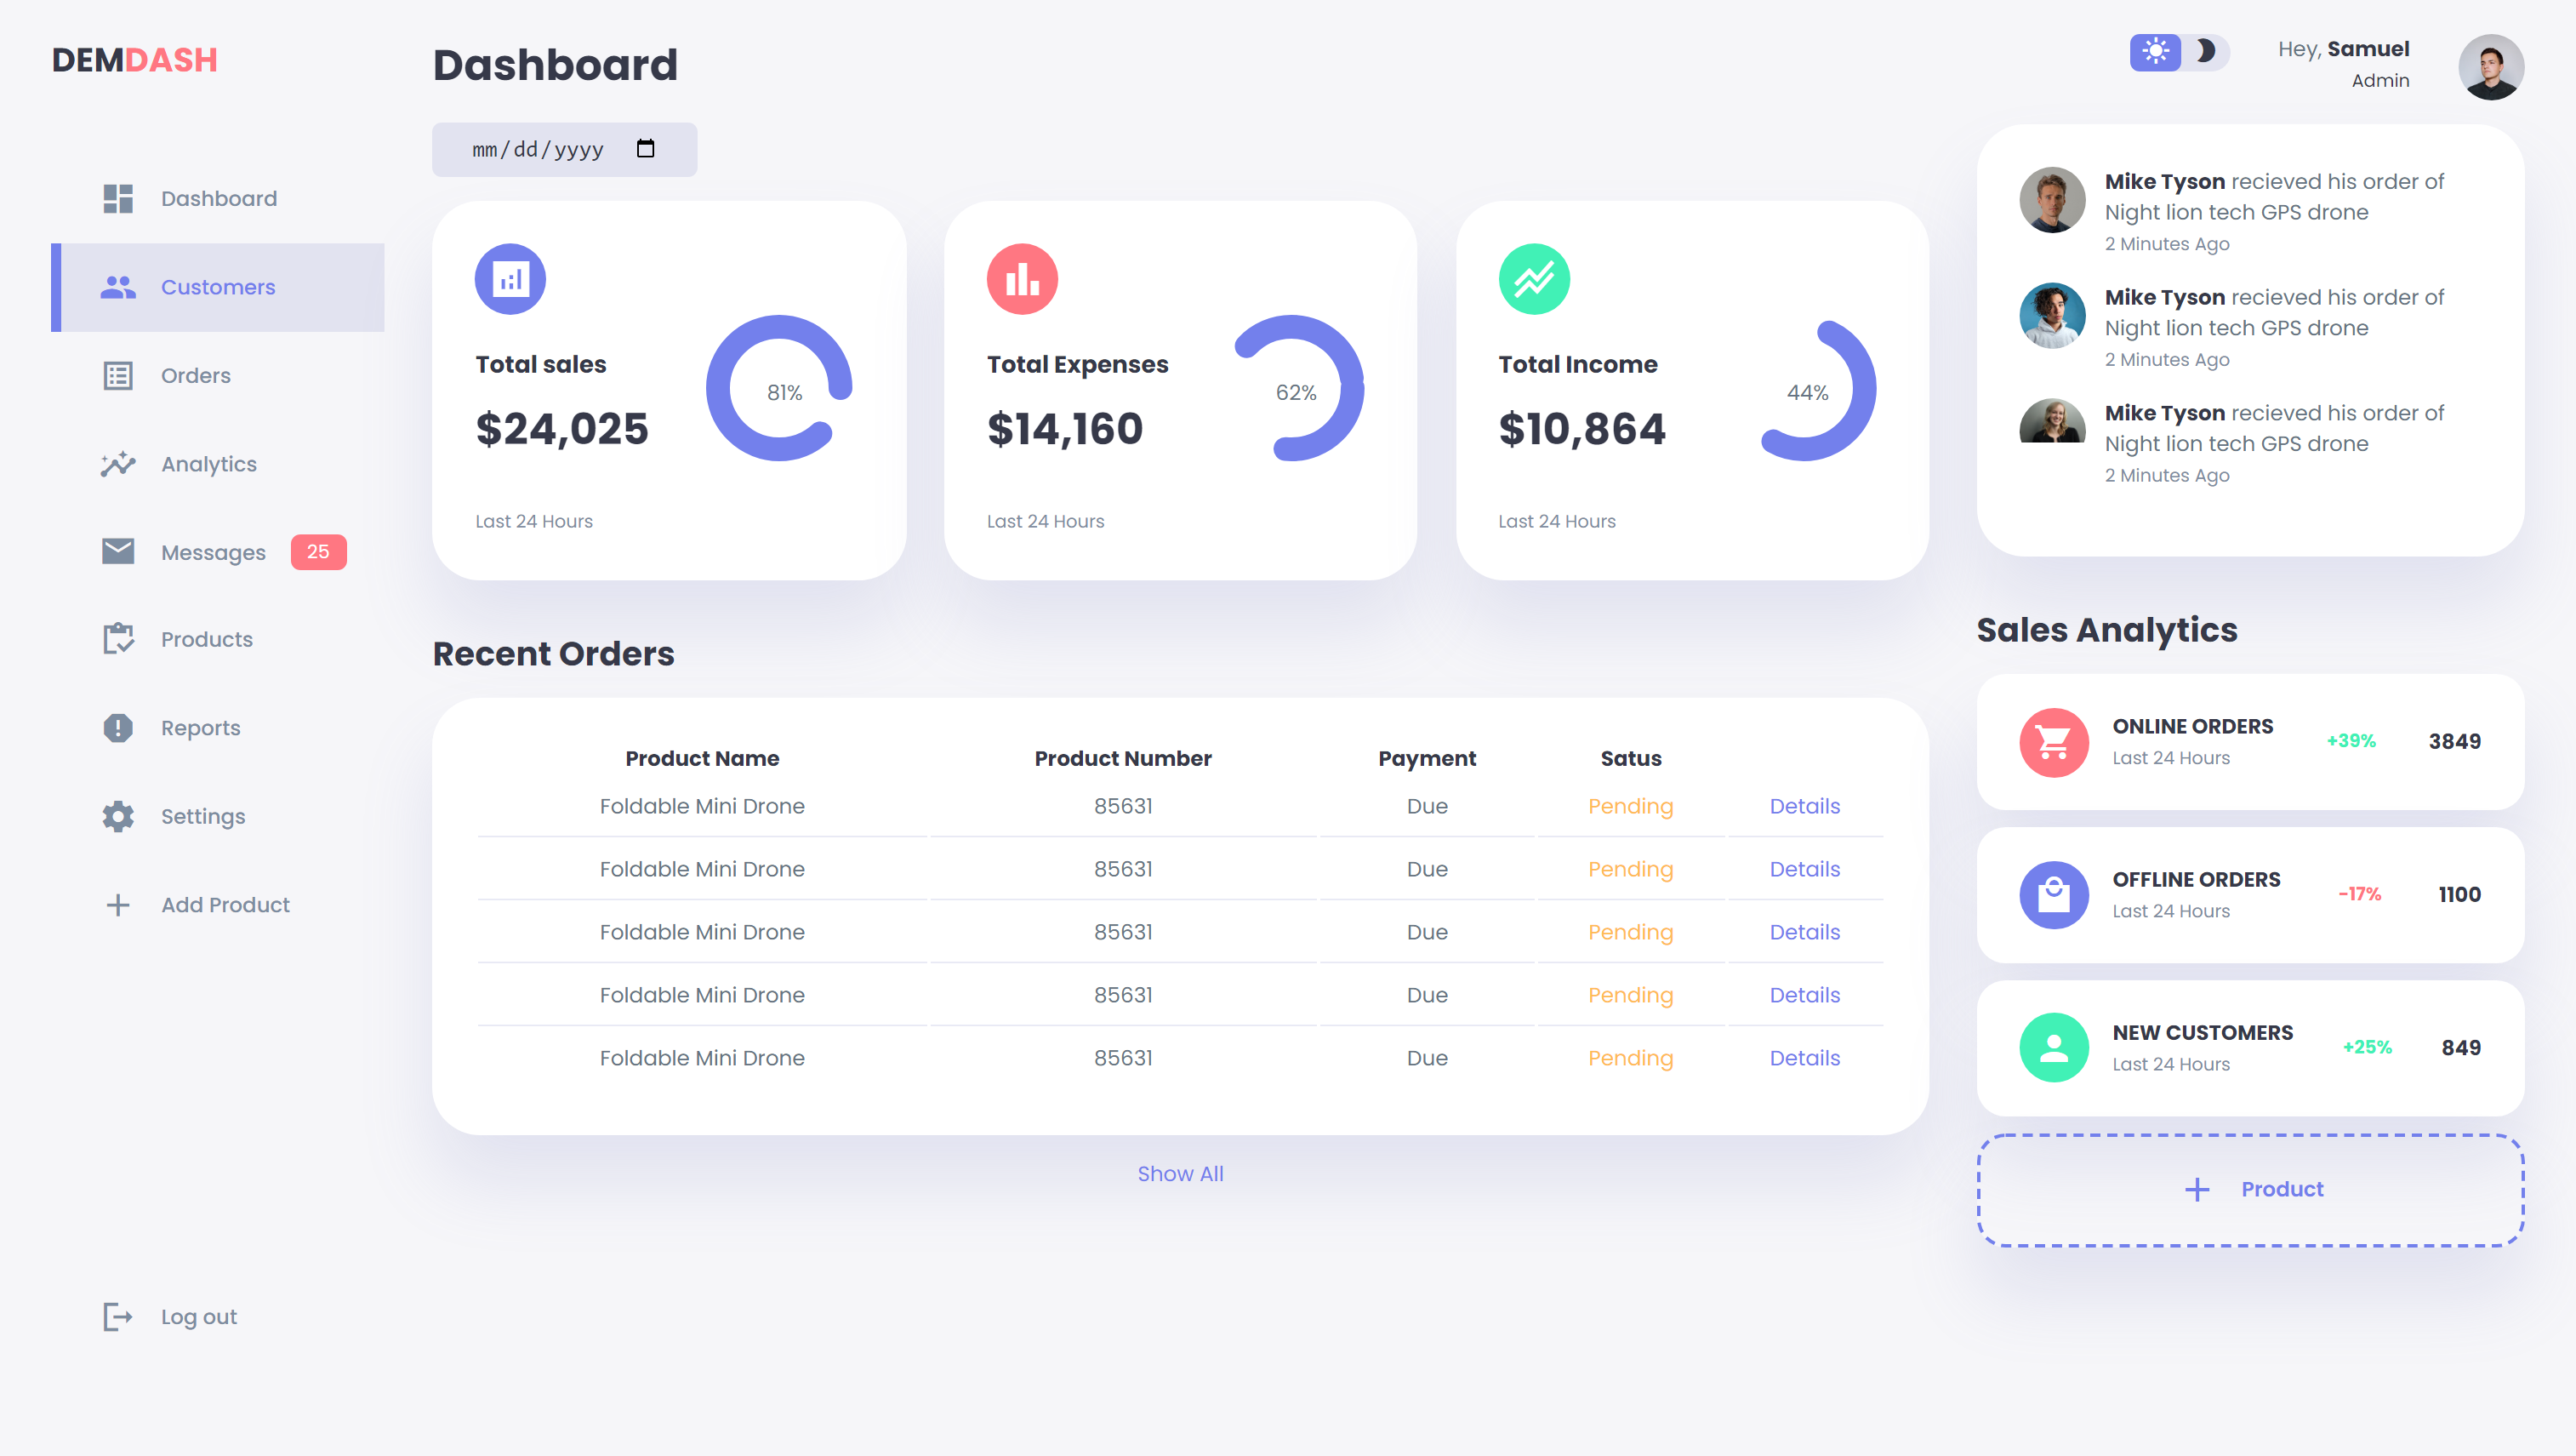 DEMDASH
Dashboard
Customers
Orders
Analytics
Messages 25
Products
Reports
Settings
Add Product
Log out
Dashboard
mm/dd/yyyy
Total sales
$24,025
81%
Last 24 Hours
Total Expenses
$14,160
62%
Last 24 Hours
Total Income
$10,864
44%
Last 24 Hours
Recent Orders
Product Name Product Number Payment Satus
Foldable Mini Drone 85631 Due Pending Details
Foldable Mini Drone 85631 Due Pending Details
Foldable Mini Drone 85631 Due Pending Details
Foldable Mini Drone 85631 Due Pending Details
Foldable Mini Drone 85631 Due Pending Details
Show All
Hey, Samuel
Admin
Mike Tyson recieved his order of
Night lion tech GPS drone
2 Minutes Ago
Mike Tyson recieved his order of
Night lion tech GPS drone
2 Minutes Ago
Mike Tyson recieved his order of
Night lion tech GPS drone
2 Minutes Ago
Sales Analytics
ONLINE ORDERS
Last 24 Hours
+39%
3849
OFFLINE ORDERS
Last 24 Hours
-17%
1100
NEW CUSTOMERS
Last 24 Hours
+25%
849
Product